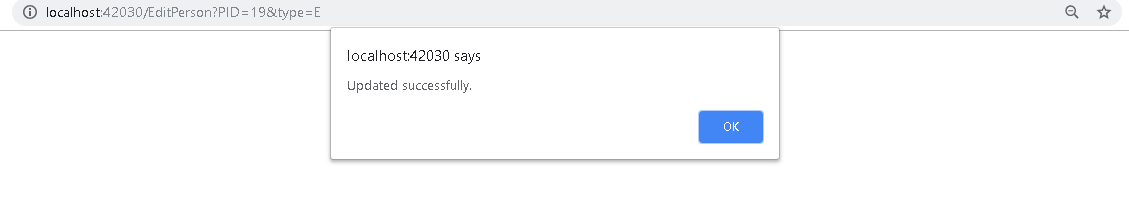 localhost:42030/EditPerson?PID=19&type=E
localhost:42030 says
Updated successfully.
OK